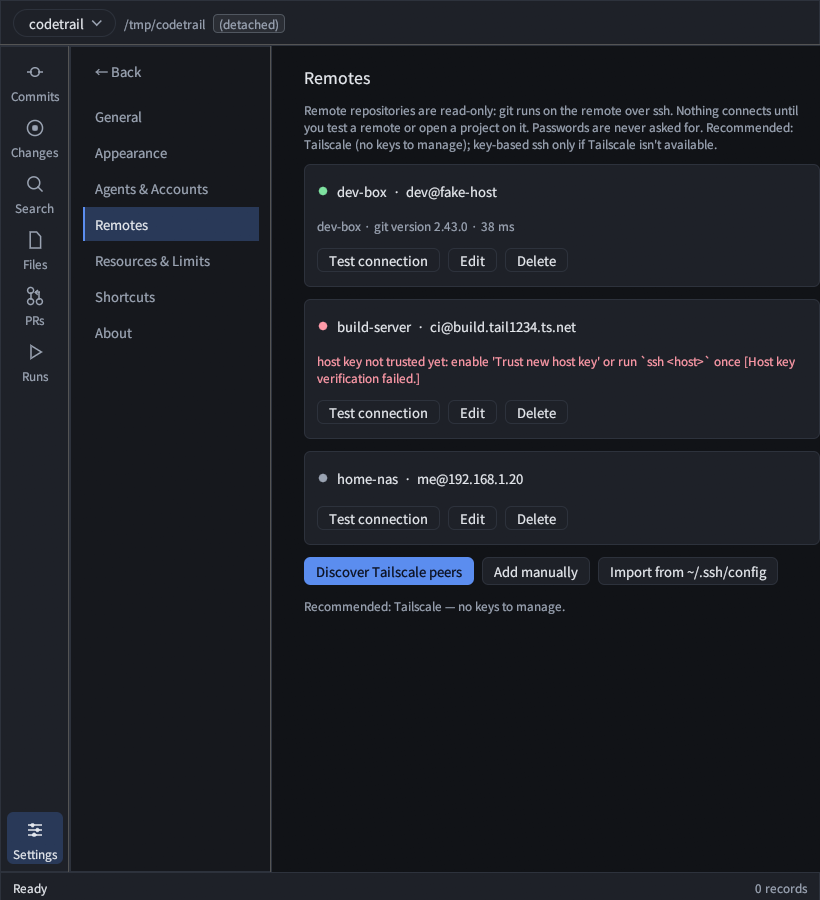 codetrail
/tmp/codetrail
(detached)
Commits
Changes
Search
Files
PRs
Runs
Settings
← Back
General
Appearance
Agents & Accounts
Remotes
Resources & Limits
Shortcuts
About
Remotes
Remote repositories are read-only: git runs on the remote over ssh. Nothing connects until
you test a remote or open a project on it. Passwords are never asked for. Recommended:
Tailscale (no keys to manage); key-based ssh only if Tailscale isn't available.
dev-box · dev@fake-host
dev-box · git version 2.43.0 · 38 ms
Test connection
Edit
Delete
build-server · ci@build.tail1234.ts.net
host key not trusted yet: enable 'Trust new host key' or run `ssh <host>` once [Host key
verification failed.]
Test connection
Edit
Delete
home-nas · me@192.168.1.20
Test connection
Edit
Delete
Discover Tailscale peers
Add manually
Import from ~/.ssh/config
Recommended: Tailscale — no keys to manage.
Ready
0 records